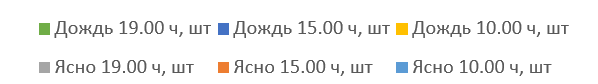 Дождь 19.00 ч, шт Дождь 15.00 ч, шт Дождь 10.00 ч, шт
Ясно 19.00 ч, шт Ясно 15.00 ч, шт Ясно 10.00 ч, шт